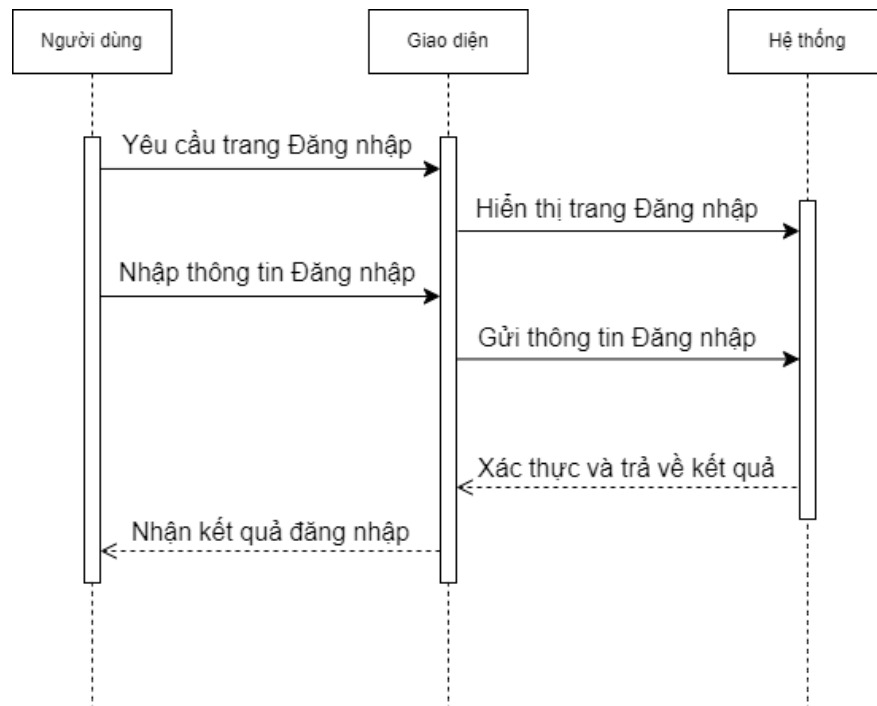 Người dùng
Giao diện
Hệ thống
Yêu cầu trang Đăng nhập
Hiển thị trang Đăng nhập
Nhập thông tin Đăng nhập
Gửi thông tin Đăng nhập
Xác thực và trả về kết quả
Nhận kết quả đăng nhập